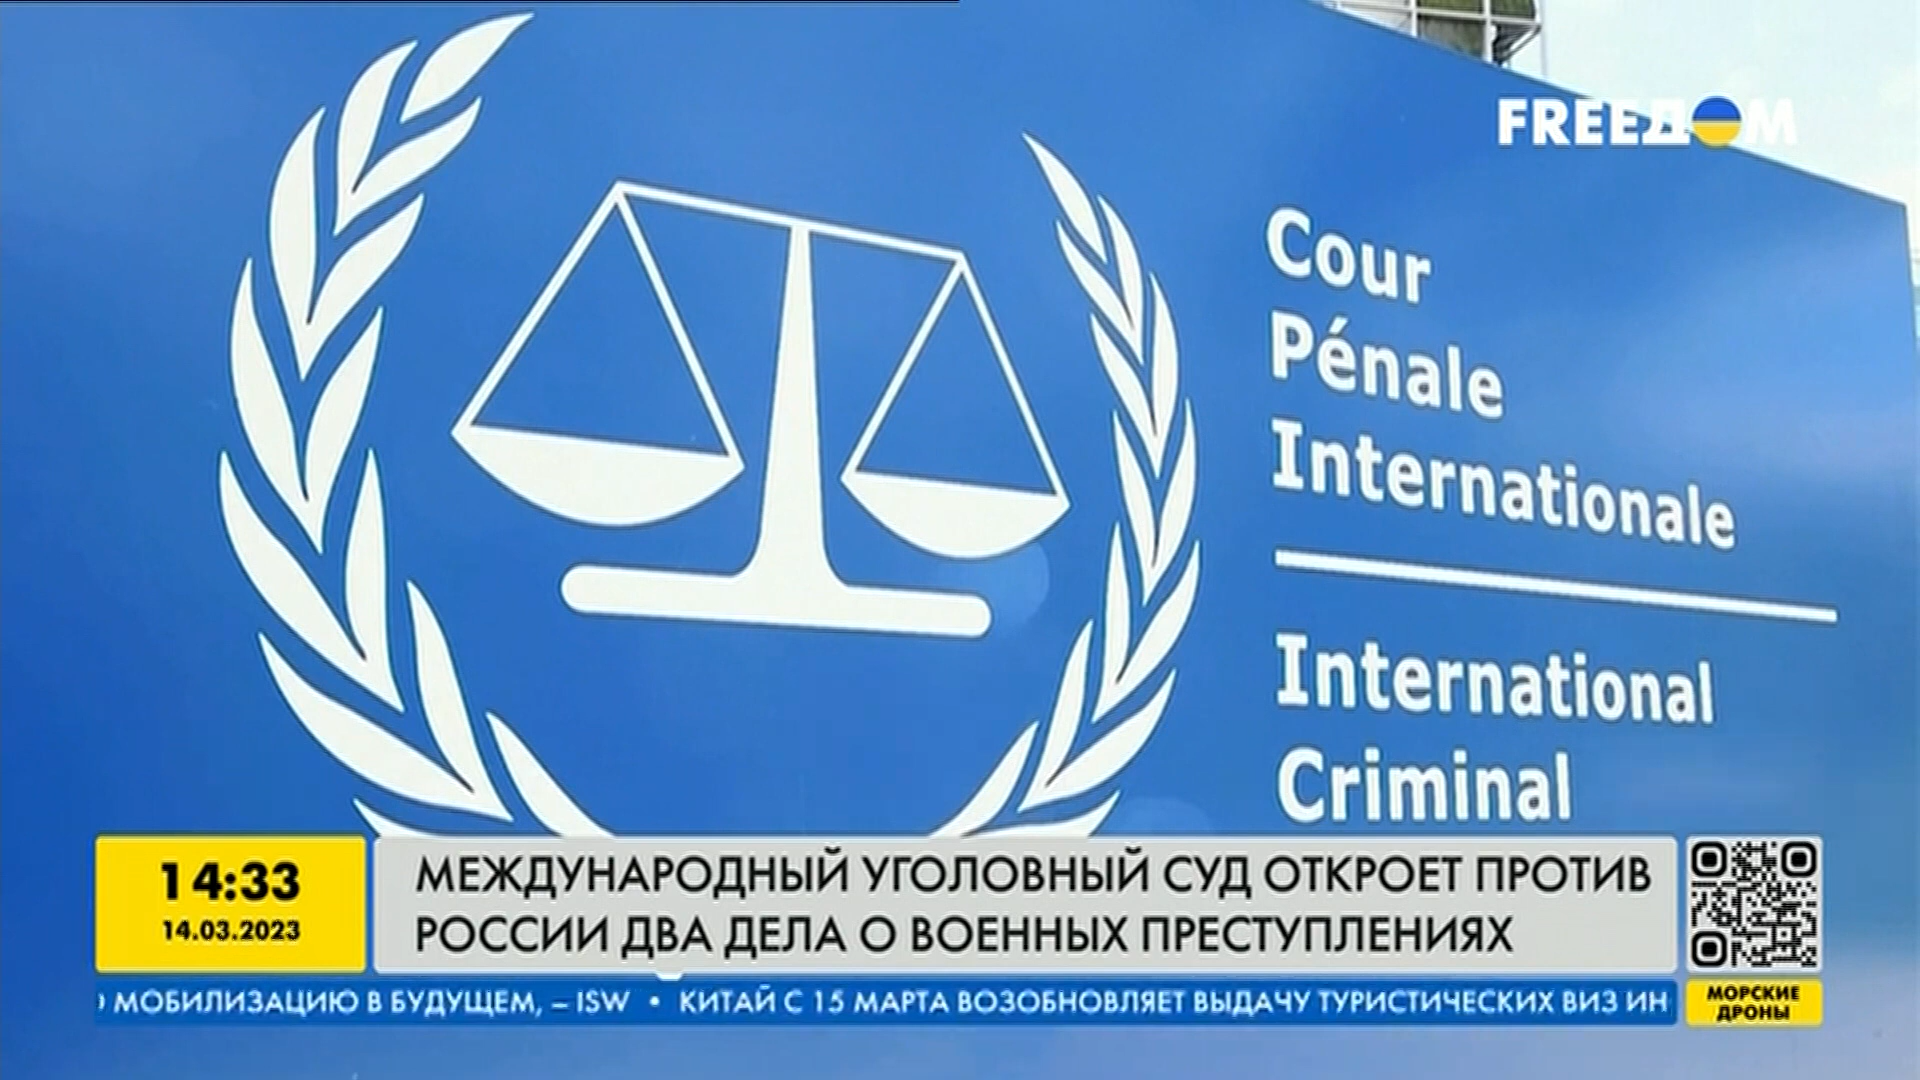 FREEДOM
Cour
Pénale
Internationale
International
Criminal
14:33
14.03.2023
МЕЖДУНАРОДНЫЙ УГОЛОВНЫЙ СУД ОТКРОЕТ ПРОТИВ
РОССИИ ДВА ДЕЛА О ВОЕННЫХ ПРЕСТУПЛЕНИЯХ
МОБИЛИЗАЦИЮ В БУДУЩЕМ, – ISW • КИТАЙ С 15 МАРТА ВОЗОБНОВЛЯЕТ ВЫДАЧУ ТУРИСТИЧЕСКИХ ВИЗ ИН
МОРСКИЕ
ДРОНЫ